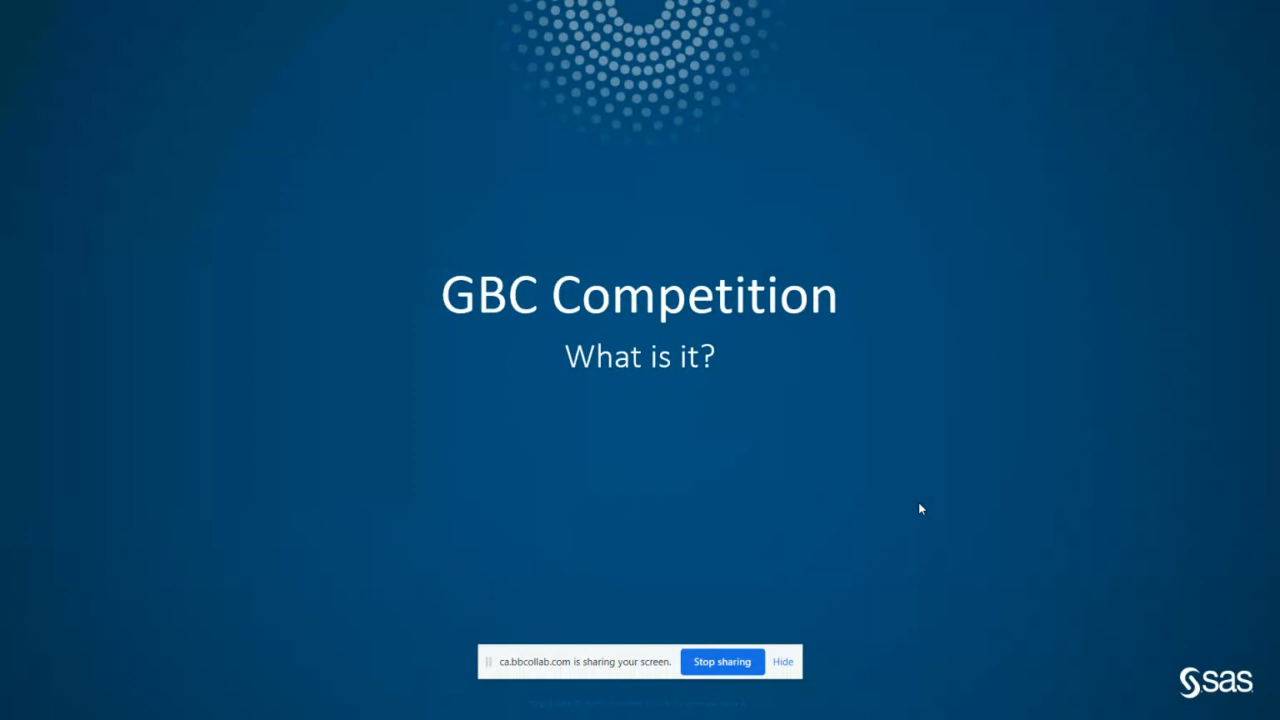 GBC Competition
What is it?
ca.bbcollab.com is sharing your screen. Stop sharing Hide
sas